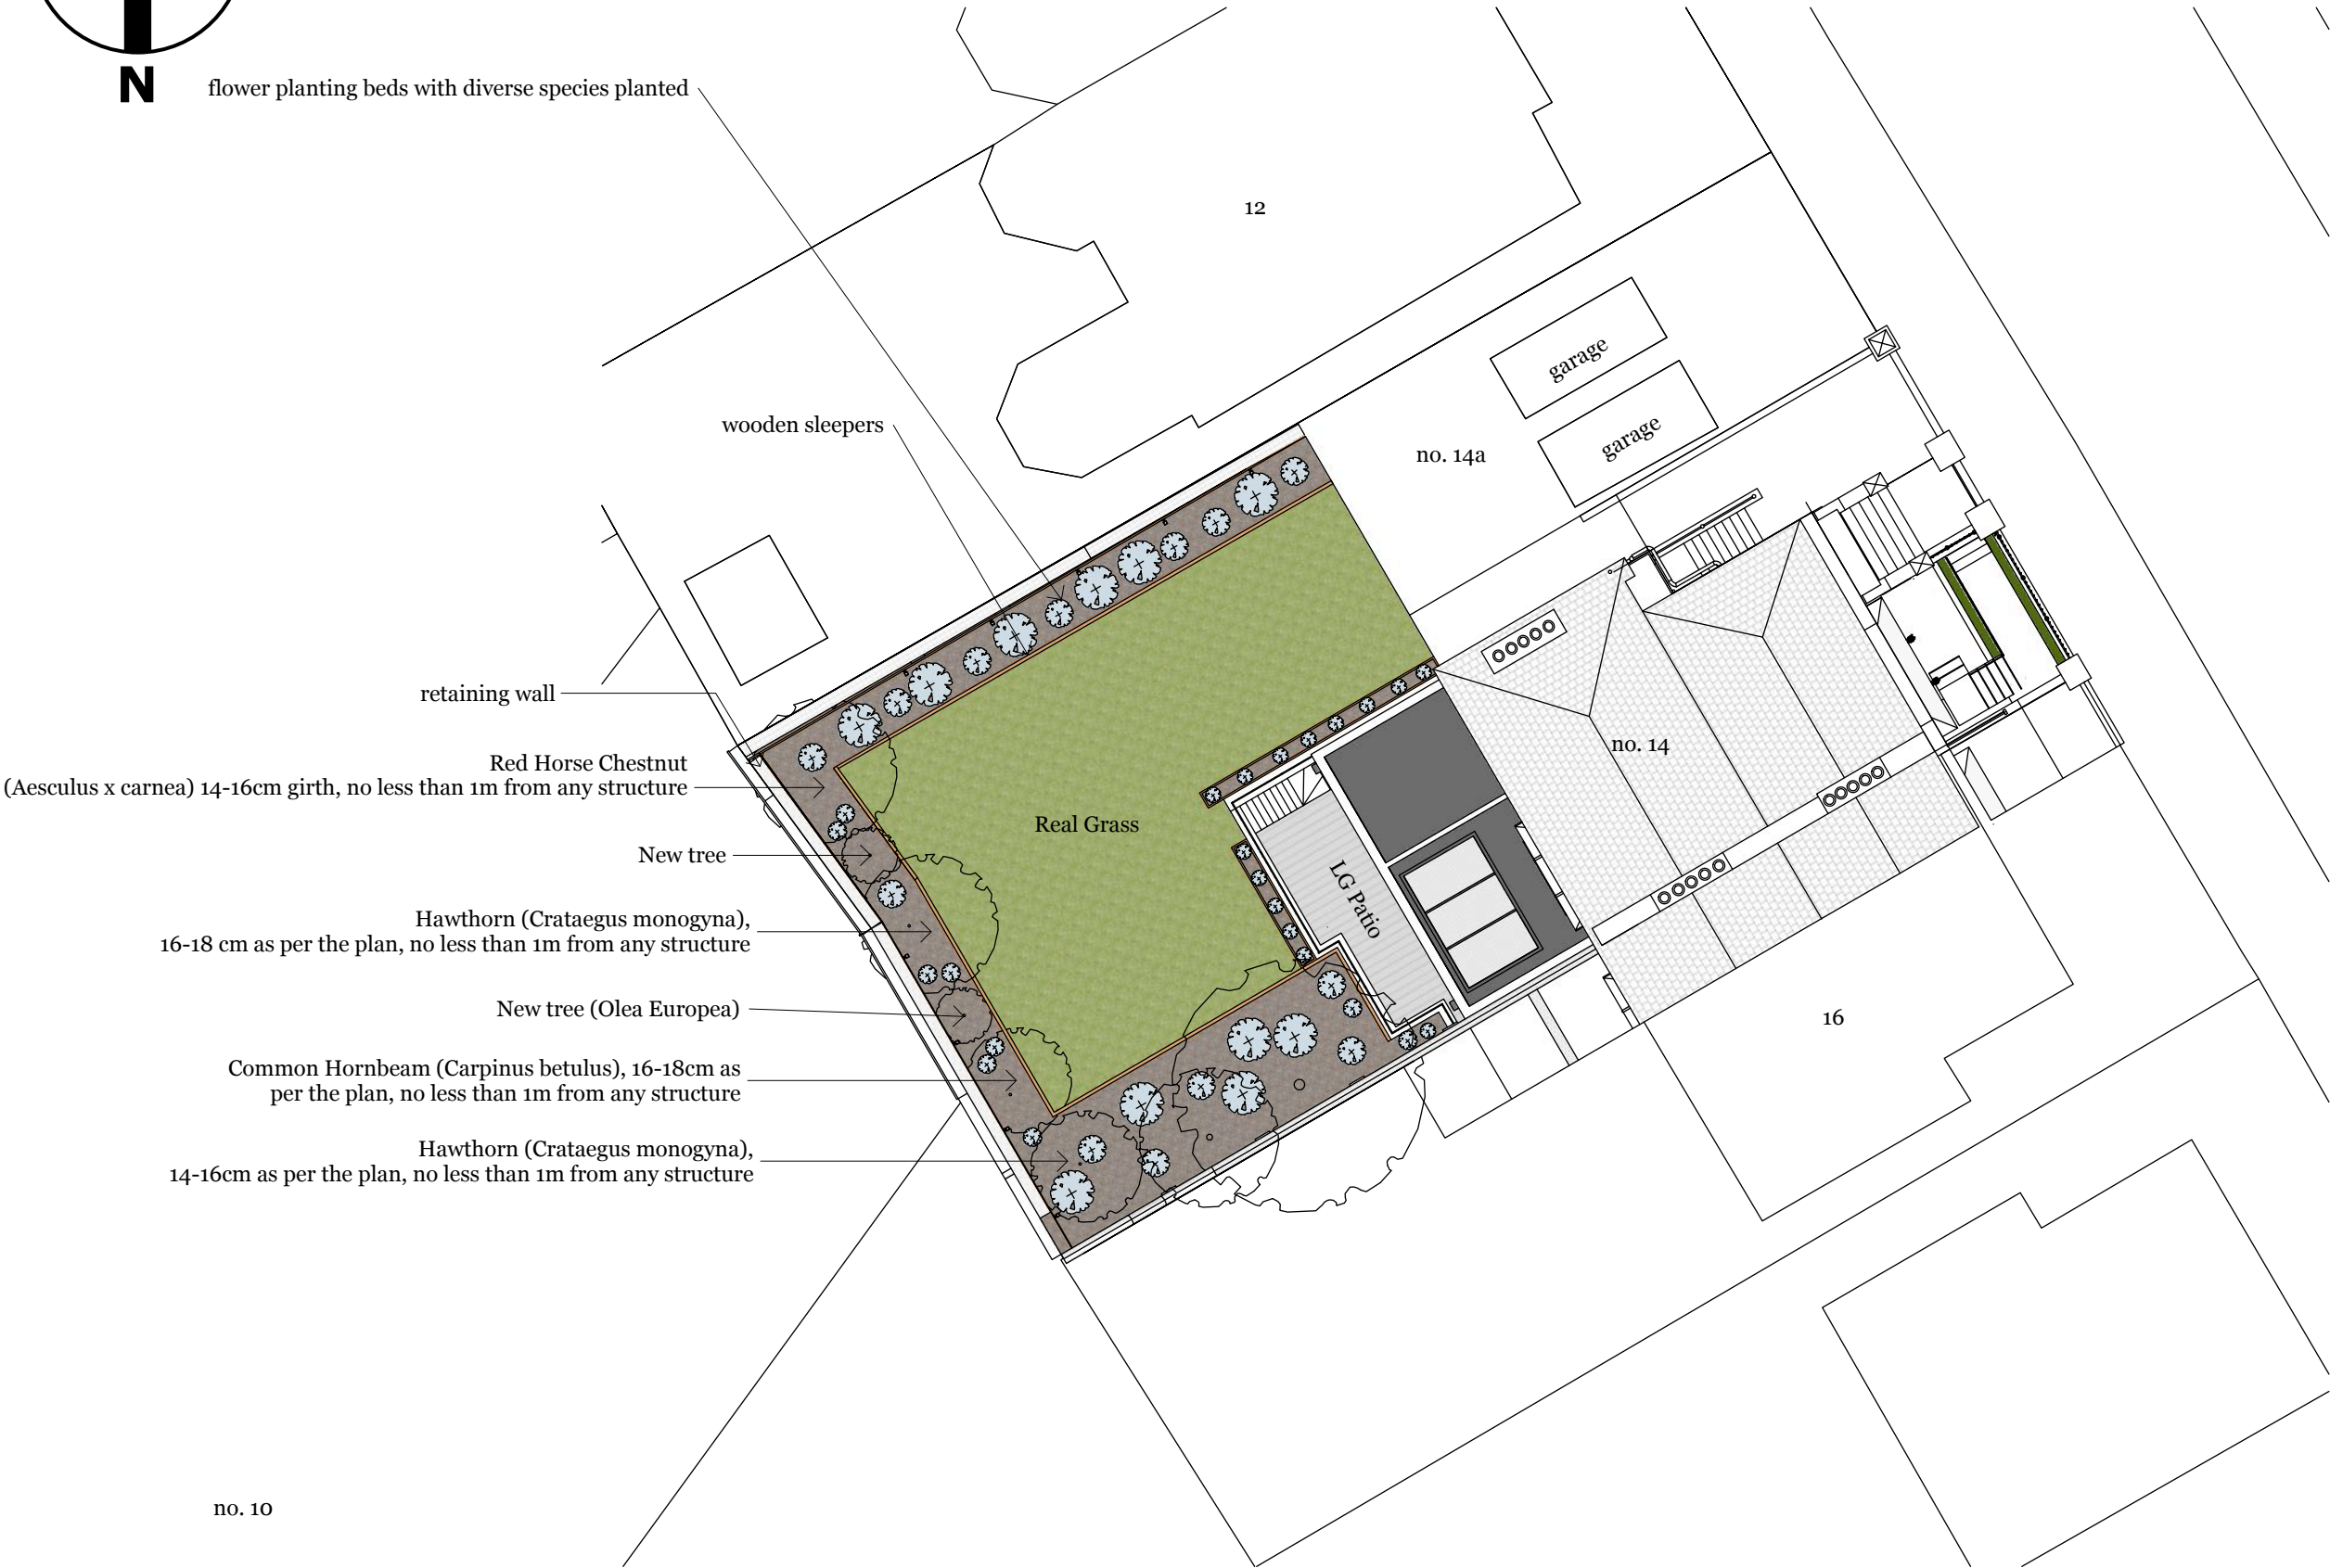 N
flower planting beds with diverse species planted
12
garage
wooden sleepers
garage
no. 14a
retaining wall
no. 14
Red Horse Chestnut
(Aesculus x carnea) 14-16cm girth, no less than 1m from any structure
Real Grass
New tree
LG Patio
Hawthorn (Crataegus monogyna),
16-18 cm as per the plan, no less than 1m from any structure
New tree (Olea Europea)
16
Common Hornbeam (Carpinus betulus), 16-18cm as
per the plan, no less than 1m from any structure
Hawthorn (Crataegus monogyna),
14-16cm as per the plan, no less than 1m from any structure
no. 10